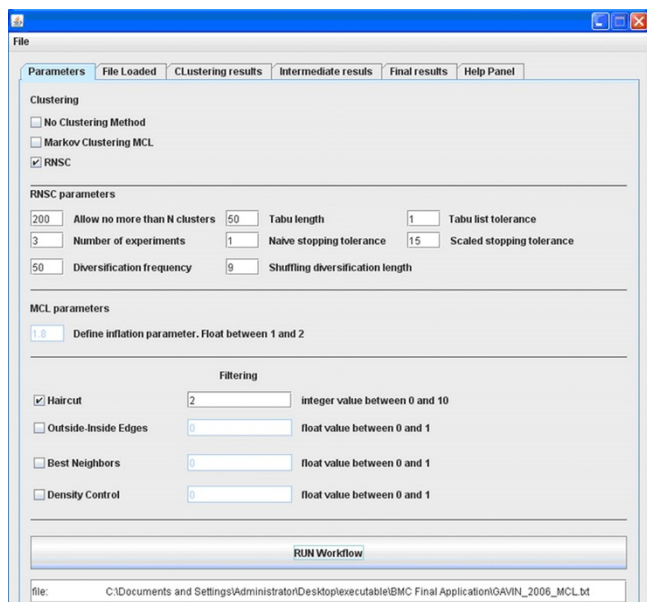 File
Parameters File Loaded CLustering results Intermediate resuls Final results Help Panel
Clustering
No Clustering Method
Markov Clustering MCL
RNSC
RNSC parameters
200 Allow no more than N clusters 50 Tabu length 1 Tabu list tolerance
3 Number of experiments 1 Naive stopping tolerance 15 Scaled stopping tolerance
50 Diversification frequency 9 Shuffling diversification length
MCL parameters
1.8 Define inflation parameter. Float between 1 and 2
Filtering
Haircut 2 integer value between 0 and 10
Outside-Inside Edges 0 float value between 0 and 1
Best Neighbors 0 float value between 0 and 1
Density Control 0 float value between 0 and 1
RUN Workflow
file: C:\Documents and Settings\Administrator\Desktop\executable\BMC Final Application\GAVIN_2006_MCL.txt